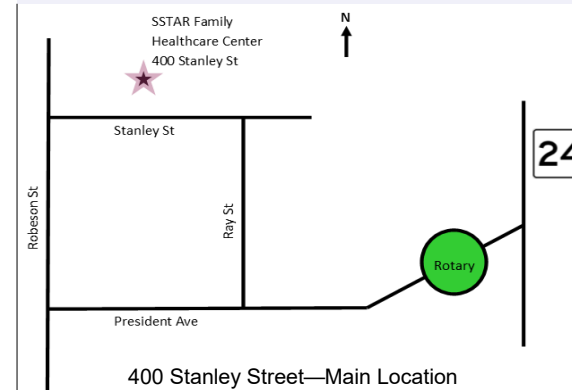 SSTAR Family
Healthcare Center
400 Stanley St
N
Stanley St
24
Robeson St
Ray St
Rotary
President Ave
400 Stanley Street—Main Location